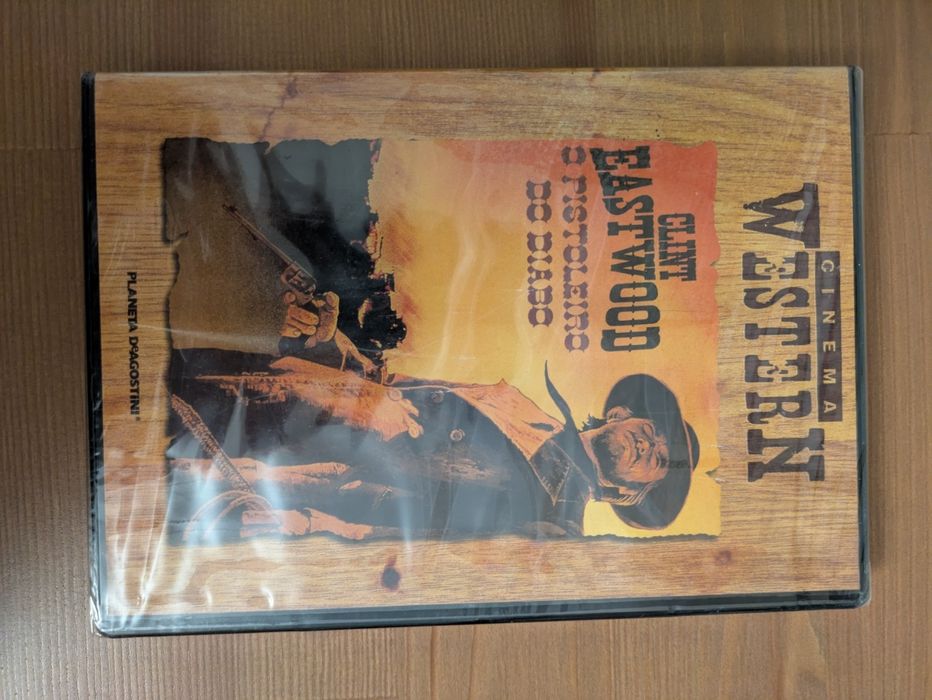 CINEMA
WESTERN
CLINT
EASTWOOD
O PISTOLEIRO
DO DIABO
PLANETA DEAGOSTINI®